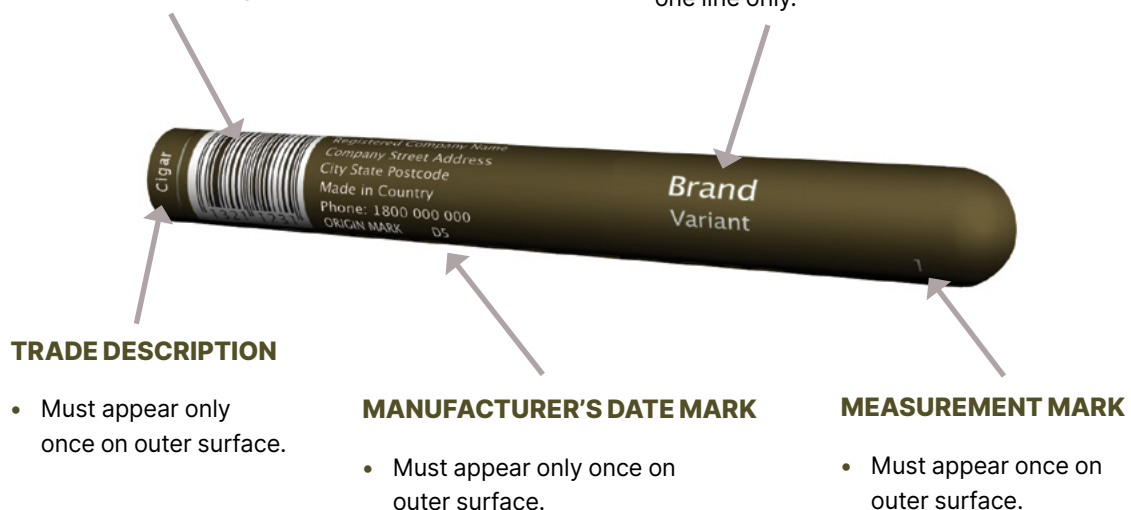 one line only.
Cigar
Registered Company Name
Company Street Address
City State Postcode
Made in Country
Phone: 1800 000 000
ORIGIN MARK D5
Brand
Variant
1
TRADE DESCRIPTION
• Must appear only
once on outer surface.
MANUFACTURER'S DATE MARK
• Must appear only once on
outer surface.
MEASUREMENT MARK
• Must appear once on
outer surface.